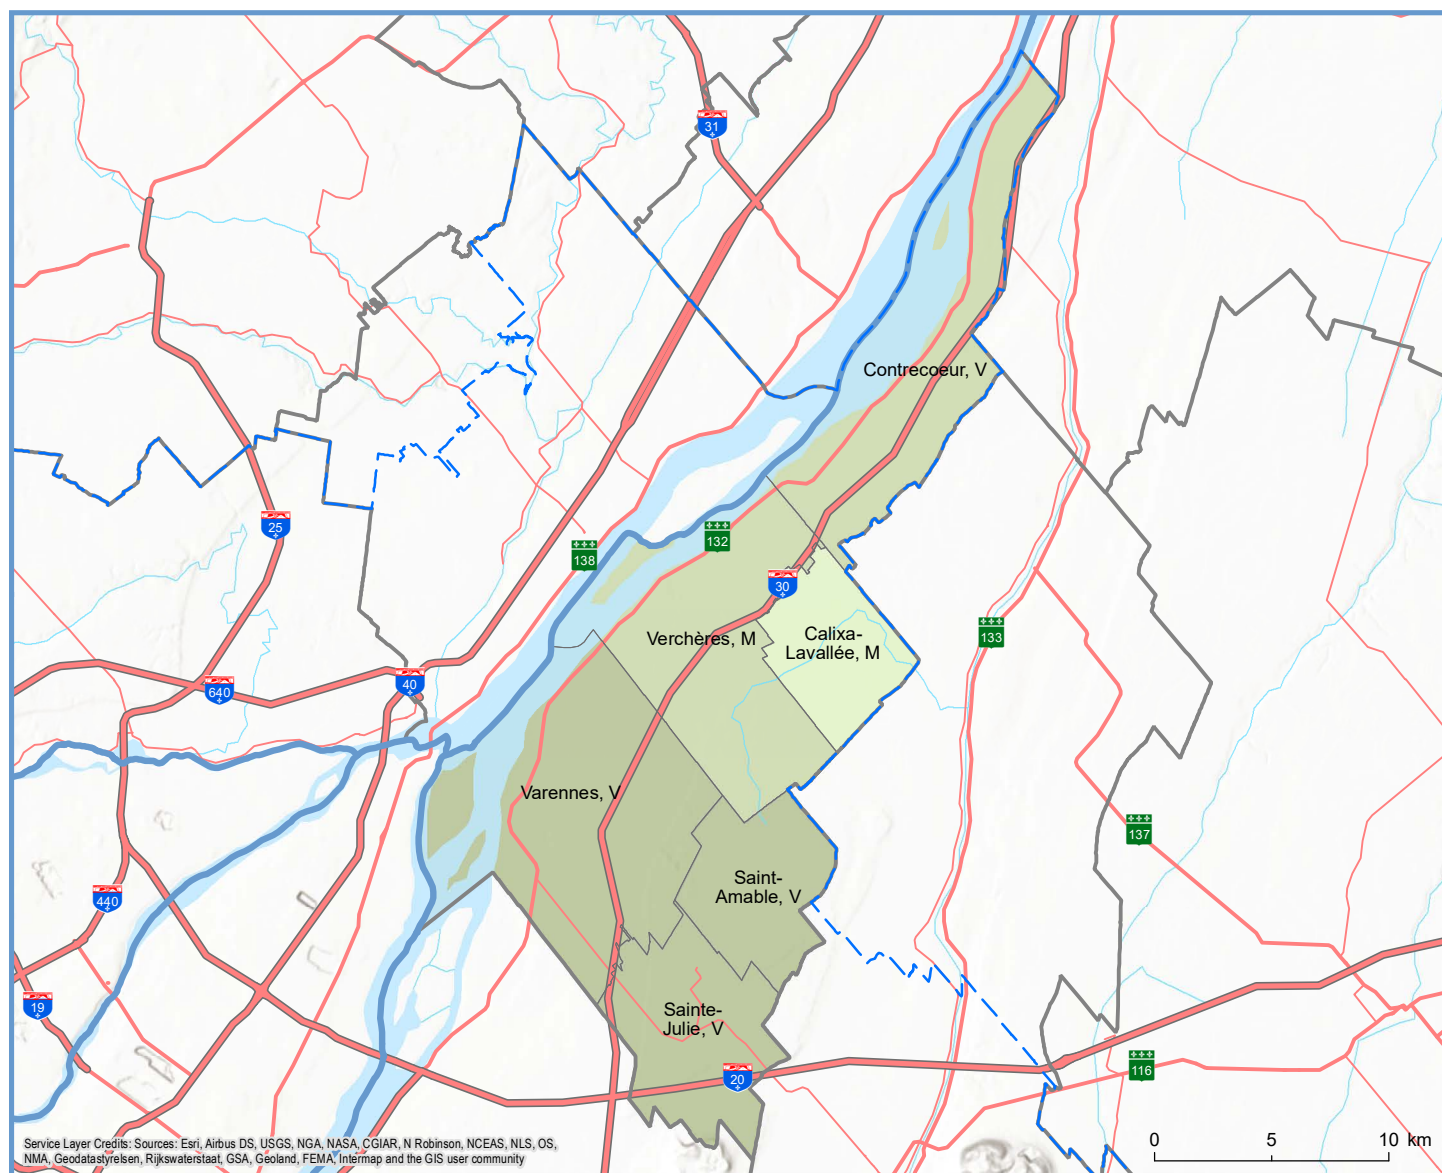 31
Contrecoeur, V
25
138
132
30
Verchères, M
Calixa-
Lavallée, M
133
640
40
Varennes, V
137
440
Saint-
Amable, V
19
Sainte-
Julie, V
20
116
Service Layer Credits: Sources: Esri, Airbus DS, USGS, NGA, NASA, CGIAR, N Robinson, NCEAS, NLS, OS,
NMA, Geodatastyrelsen, Rijkswaterstaat, GSA, Geoland, FEMA, Intermap and the GIS user community
0 5 10 km